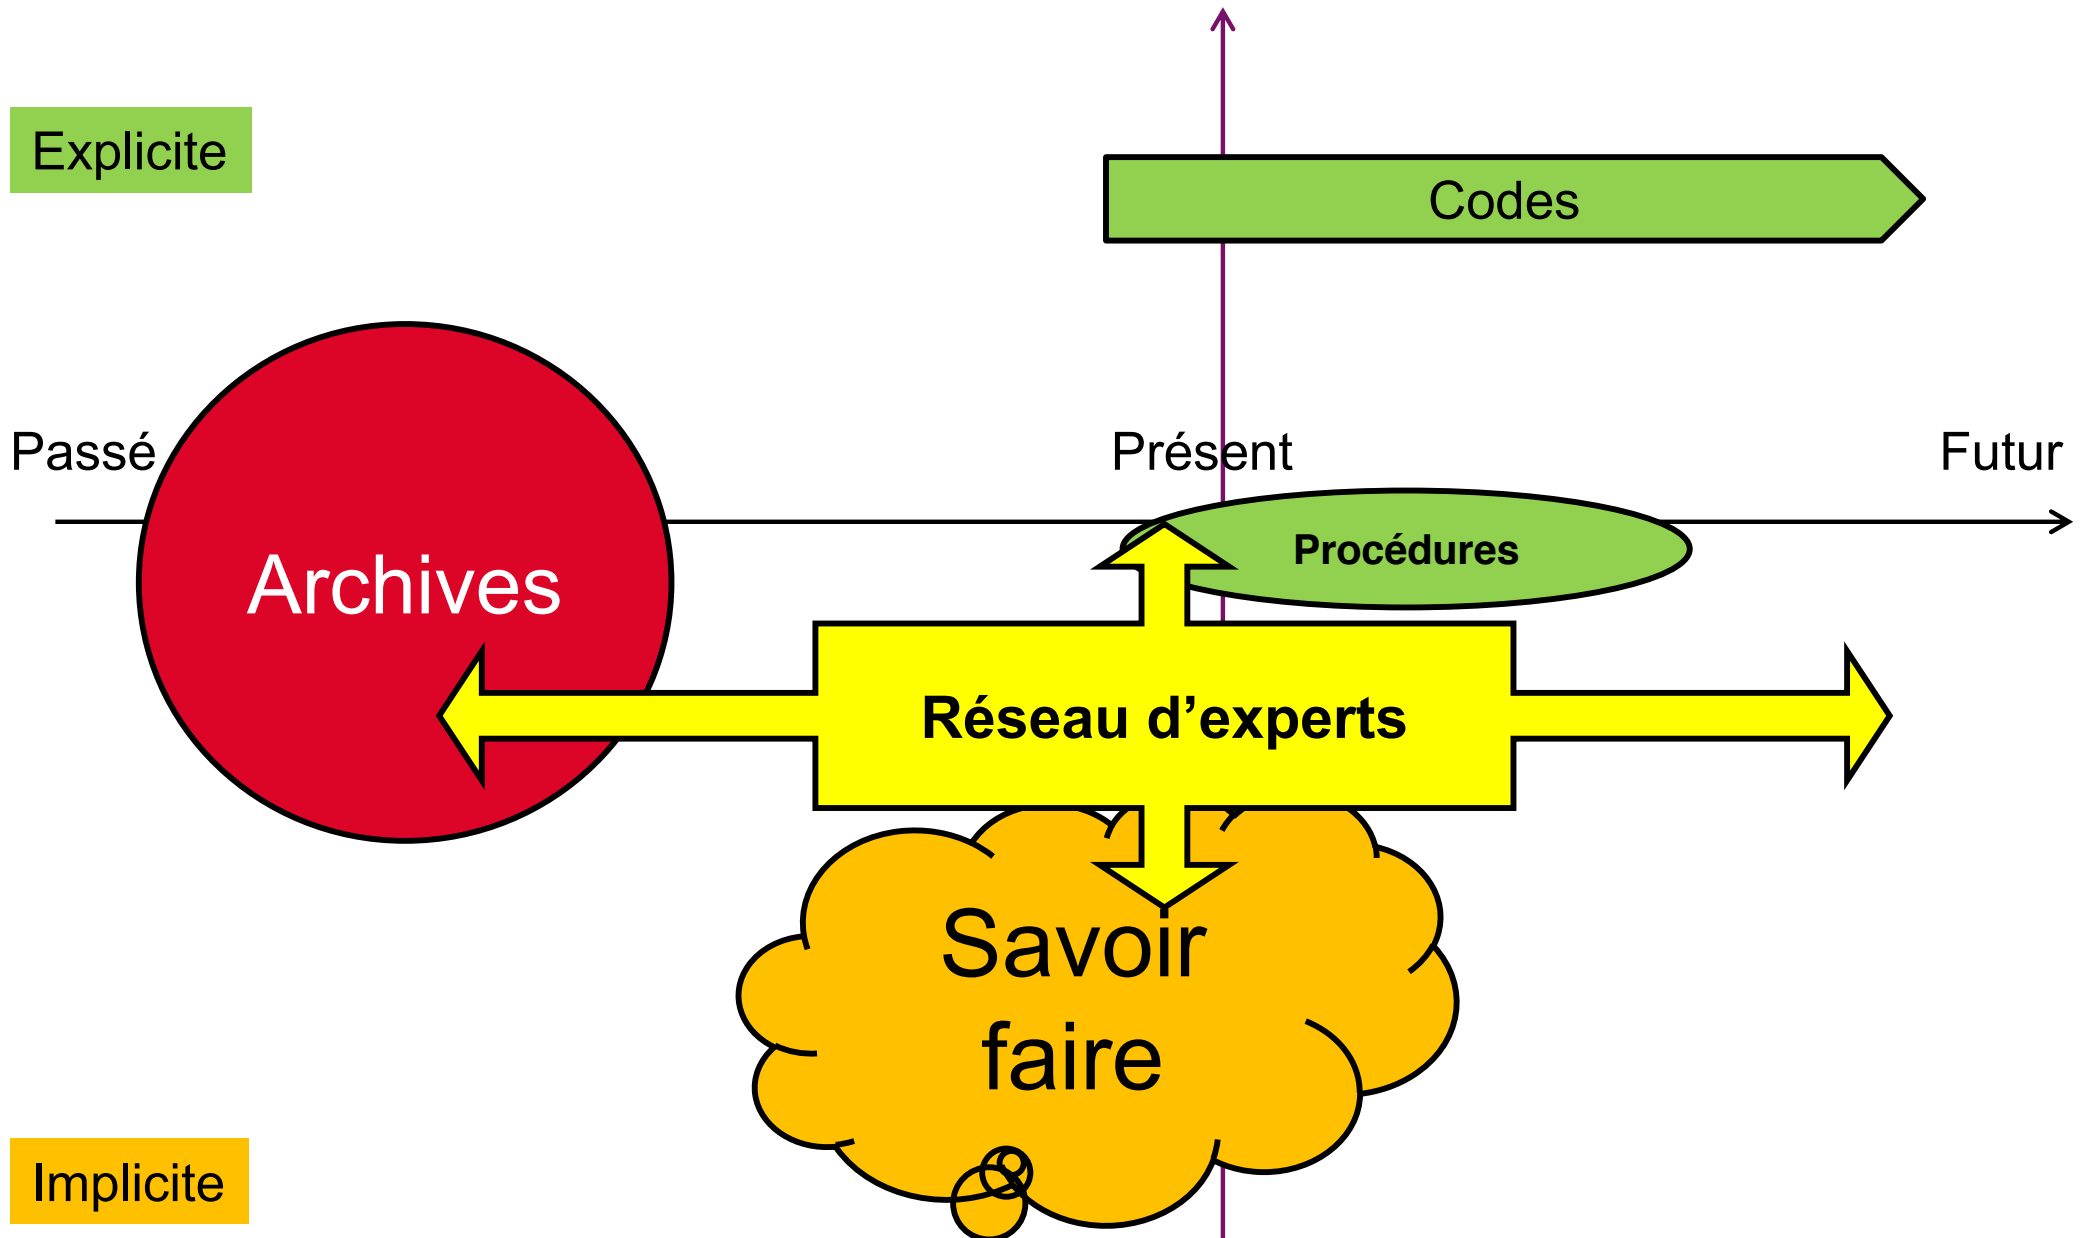 Explicite
Codes
Passé
Présent
Futur
Procédures
Archives
Réseau d’experts
Savoir
faire
Implicite